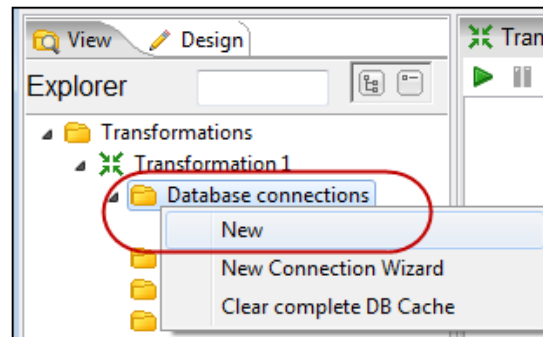 View Design
Tran
Explorer
Transformations
Transformation 1
Database connections
New
New Connection Wizard
Clear complete DB Cache